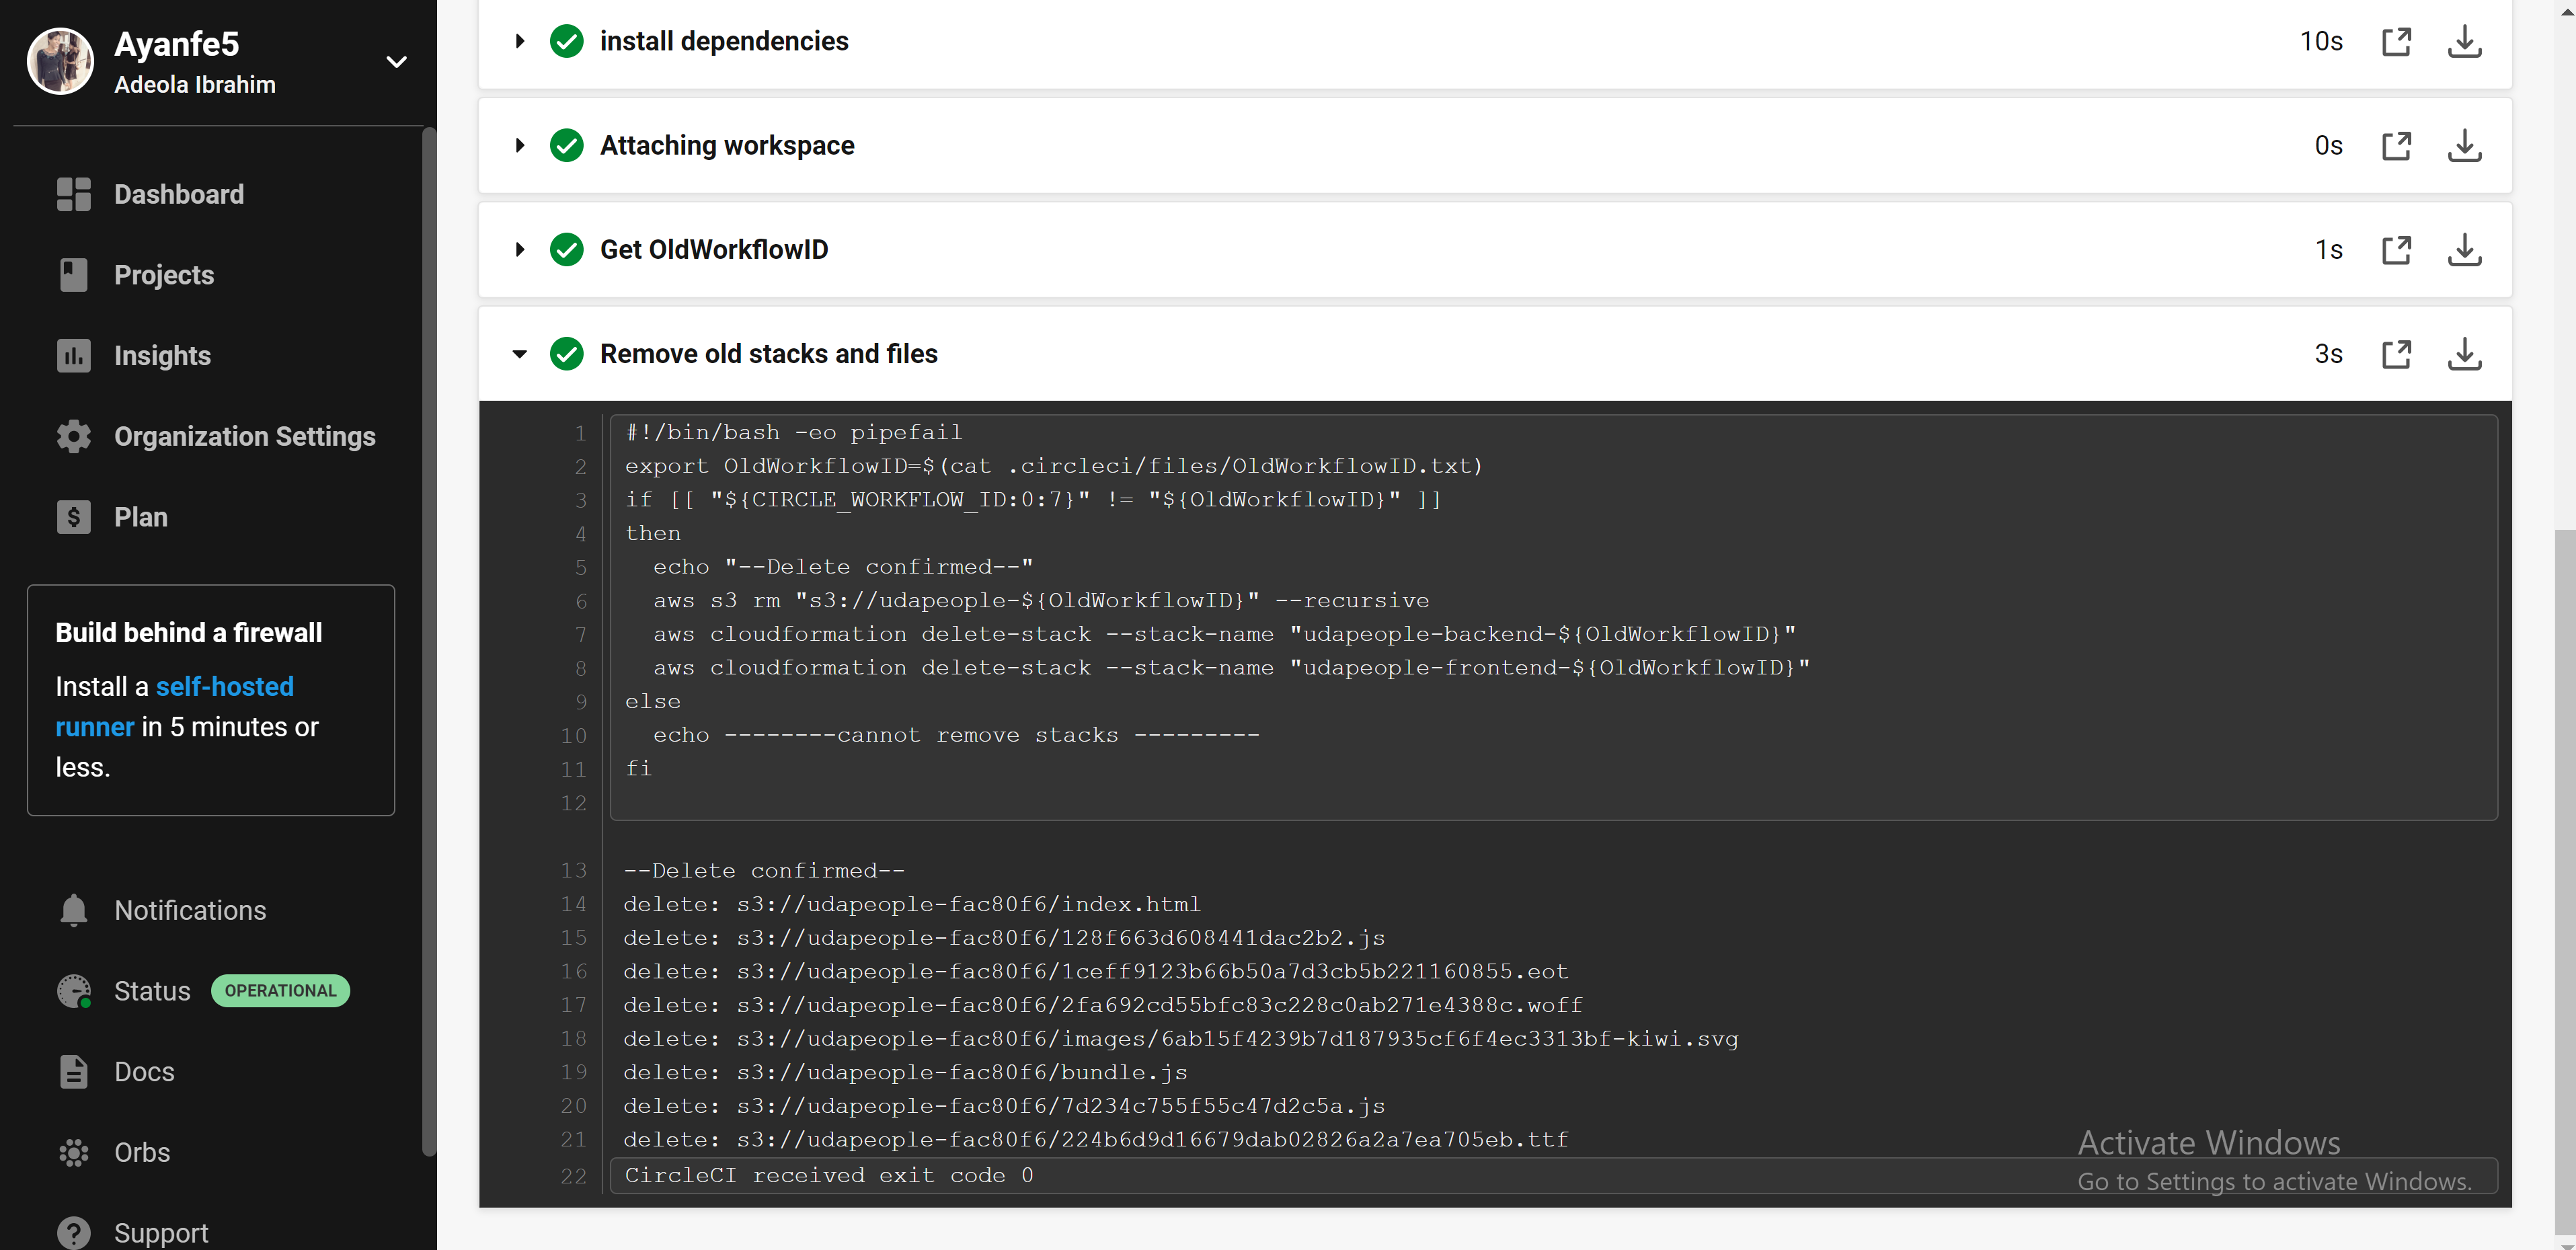 Ayanfe5
Adeola Ibrahim
Dashboard
Projects
Insights
Organization Settings
Plan
Build behind a firewall
Install a self-hosted
runner in 5 minutes or
less.
Notifications
Status OPERATIONAL
Docs
Orbs
Support
install dependencies 10s
Attaching workspace 0s
Get OldWorkflowID 1s
Remove old stacks and files 3s
1 #!/bin/bash -eo pipefail
2 export OldWorkflowID=$(cat .circleci/files/OldWorkflowID.txt)
3 if [[ "${CIRCLE_WORKFLOW_ID:0:7}" != "${OldWorkflowID}" ]]
4 then
5   echo "--Delete confirmed--"
6   aws s3 rm "s3://udapeople-${OldWorkflowID}" --recursive
7   aws cloudformation delete-stack --stack-name "udapeople-backend-${OldWorkflowID}"
8   aws cloudformation delete-stack --stack-name "udapeople-frontend-${OldWorkflowID}"
9 else
10   echo --------cannot remove stacks ---------
11 fi
12
13 --Delete confirmed--
14 delete: s3://udapeople-fac80f6/index.html
15 delete: s3://udapeople-fac80f6/128f663d608441dac2b2.js
16 delete: s3://udapeople-fac80f6/1ceff9123b66b50a7d3cb5b221160855.eot
17 delete: s3://udapeople-fac80f6/2fa692cd55bfc83c228c0ab271e4388c.woff
18 delete: s3://udapeople-fac80f6/images/6ab15f4239b7d187935cf6f4ec3313bf-kiwi.svg
19 delete: s3://udapeople-fac80f6/bundle.js
20 delete: s3://udapeople-fac80f6/7d234c755f55c47d2c5a.js
21 delete: s3://udapeople-fac80f6/224b6d9d16679dab02826a2a7ea705eb.ttf
22 CircleCI received exit code 0
Activate Windows
Go to Settings to activate Windows.